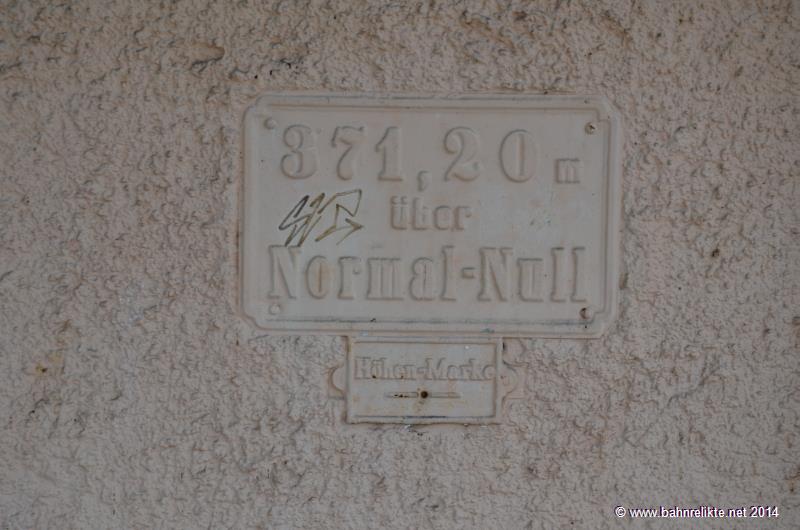 371,20 m
über
Normal-Null
Höhen-Marke
© www.bahnrelikte.net 2014